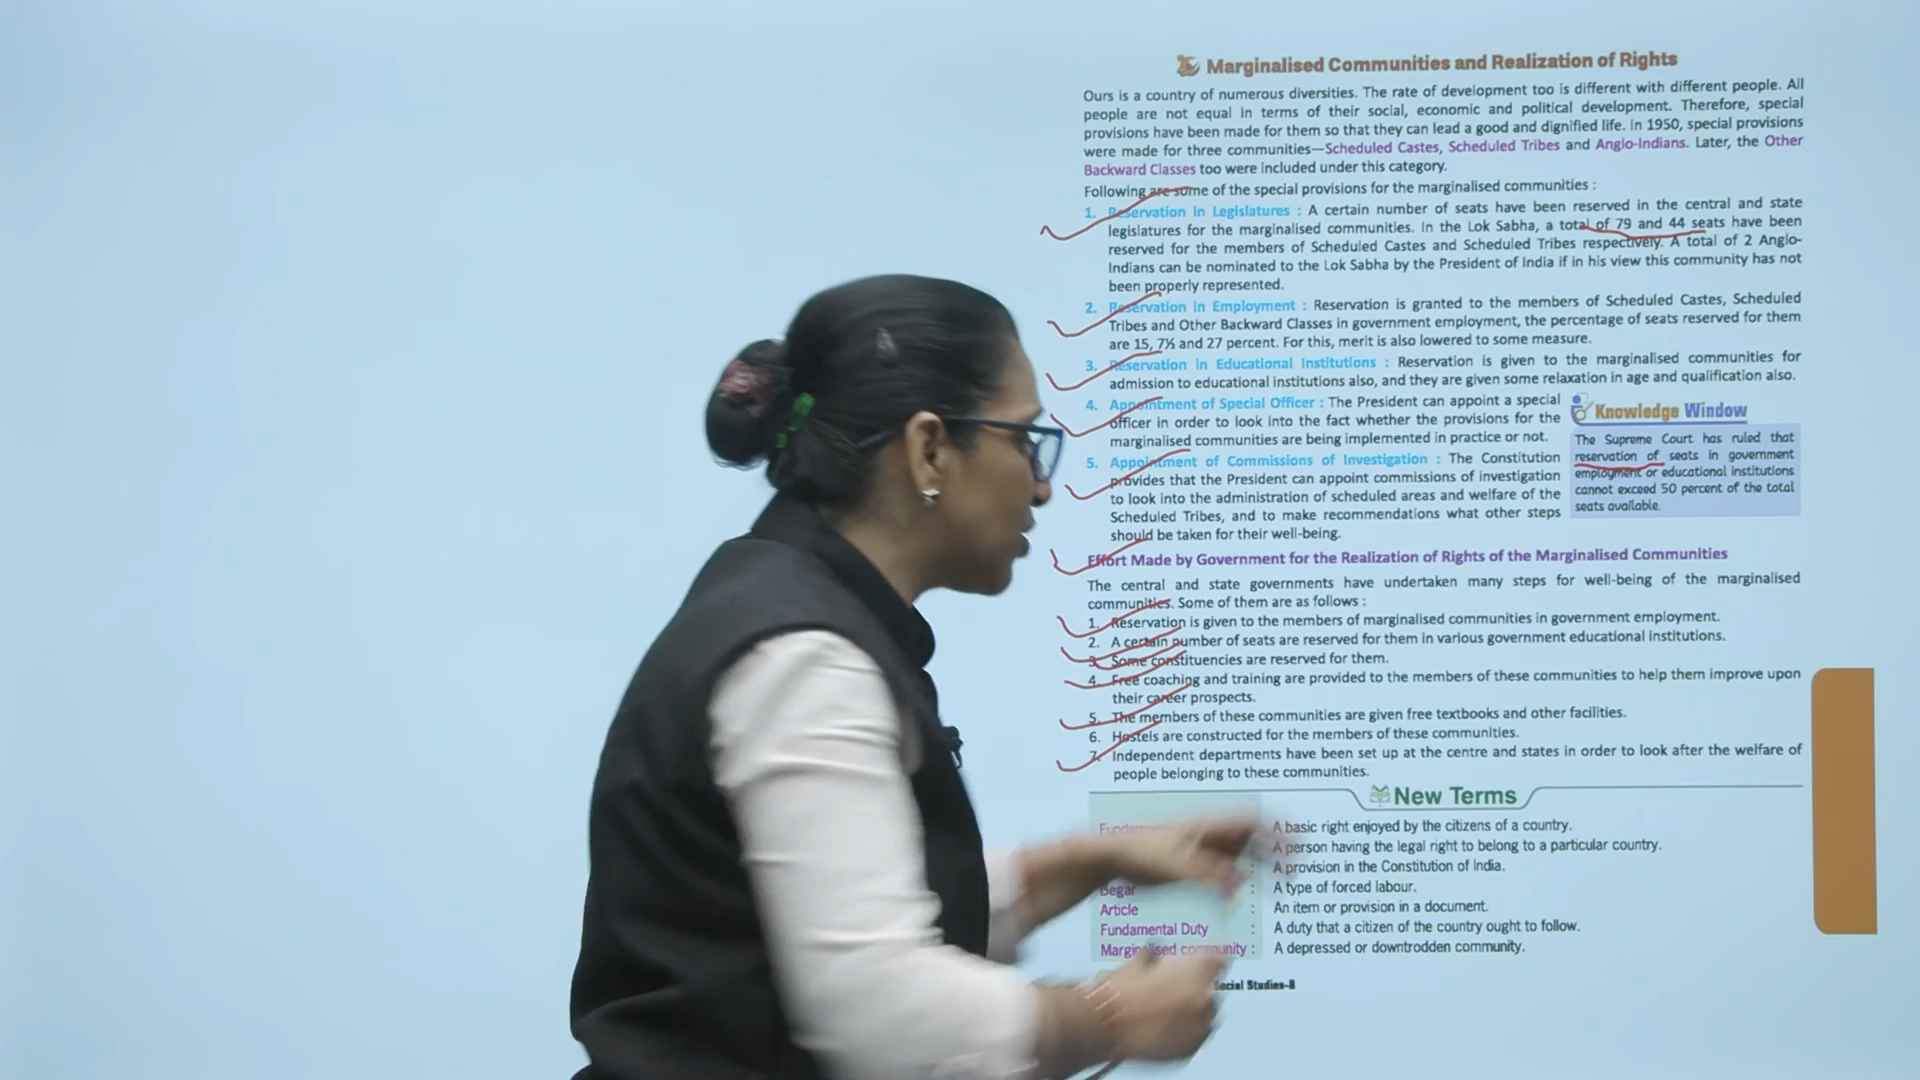 Marginalised Communities and Realization of Rights
Ours is a country of numerous diversities. The rate of development too is different with different people. All
people are not equal in terms of their social, economic and political development. Therefore, special
provisions have been made for them so that they can lead a good and dignified life. In 1950, special provisions
were made for three communities—Scheduled Castes, Scheduled Tribes and Anglo-Indians. Later, the Other
Backward Classes too were included under this category.
Following are some of the special provisions for the marginalised communities :
1. Reservation in Legislatures : A certain number of seats have been reserved in the central and state
legislatures for the marginalised communities. In the Lok Sabha, a total of 79 and 44 seats have been
reserved for the members of Scheduled Castes and Scheduled Tribes respectively. A total of 2 Anglo-
Indians can be nominated to the Lok Sabha by the President of India if in his view this community has not
been properly represented.
2. Reservation in Employment : Reservation is granted to the members of Scheduled Castes, Scheduled
Tribes and Other Backward Classes in government employment, the percentage of seats reserved for them
are 15, 7½ and 27 percent. For this, merit is also lowered to some measure.
3. Reservation in Educational Institutions : Reservation is given to the marginalised communities for
admission to educational institutions also, and they are given some relaxation in age and qualification also.
4. Appointment of Special Officer : The President can appoint a special
officer in order to look into the fact whether the provisions for the
marginalised communities are being implemented in practice or not.
5. Appointment of Commissions of Investigation : The Constitution
provides that the President can appoint commissions of investigation
to look into the administration of scheduled areas and welfare of the
Scheduled Tribes, and to make recommendations what other steps
should be taken for their well-being.
Knowledge Window
The Supreme Court has ruled that
reservation of seats in government
employment or educational institutions
cannot exceed 50 percent of the total
seats available.
Effort Made by Government for the Realization of Rights of the Marginalised Communities
The central and state governments have undertaken many steps for well-being of the marginalised
communities. Some of them are as follows :
1. Reservation is given to the members of marginalised communities in government employment.
2. A certain number of seats are reserved for them in various government educational institutions.
3. Some constituencies are reserved for them.
4. Free coaching and training are provided to the members of these communities to help them improve upon
their career prospects.
5. The members of these communities are given free textbooks and other facilities.
6. Hostels are constructed for the members of these communities.
7. Independent departments have been set up at the centre and states in order to look after the welfare of
people belonging to these communities.
New Terms
A basic right enjoyed by the citizens of a country.
A person having the legal right to belong to a particular country.
: A provision in the Constitution of India.
Begar : A type of forced labour.
Article : An item or provision in a document.
Fundamental Duty : A duty that a citizen of the country ought to follow.
Marginalised community : A depressed or downtrodden community.
Social Studies-8